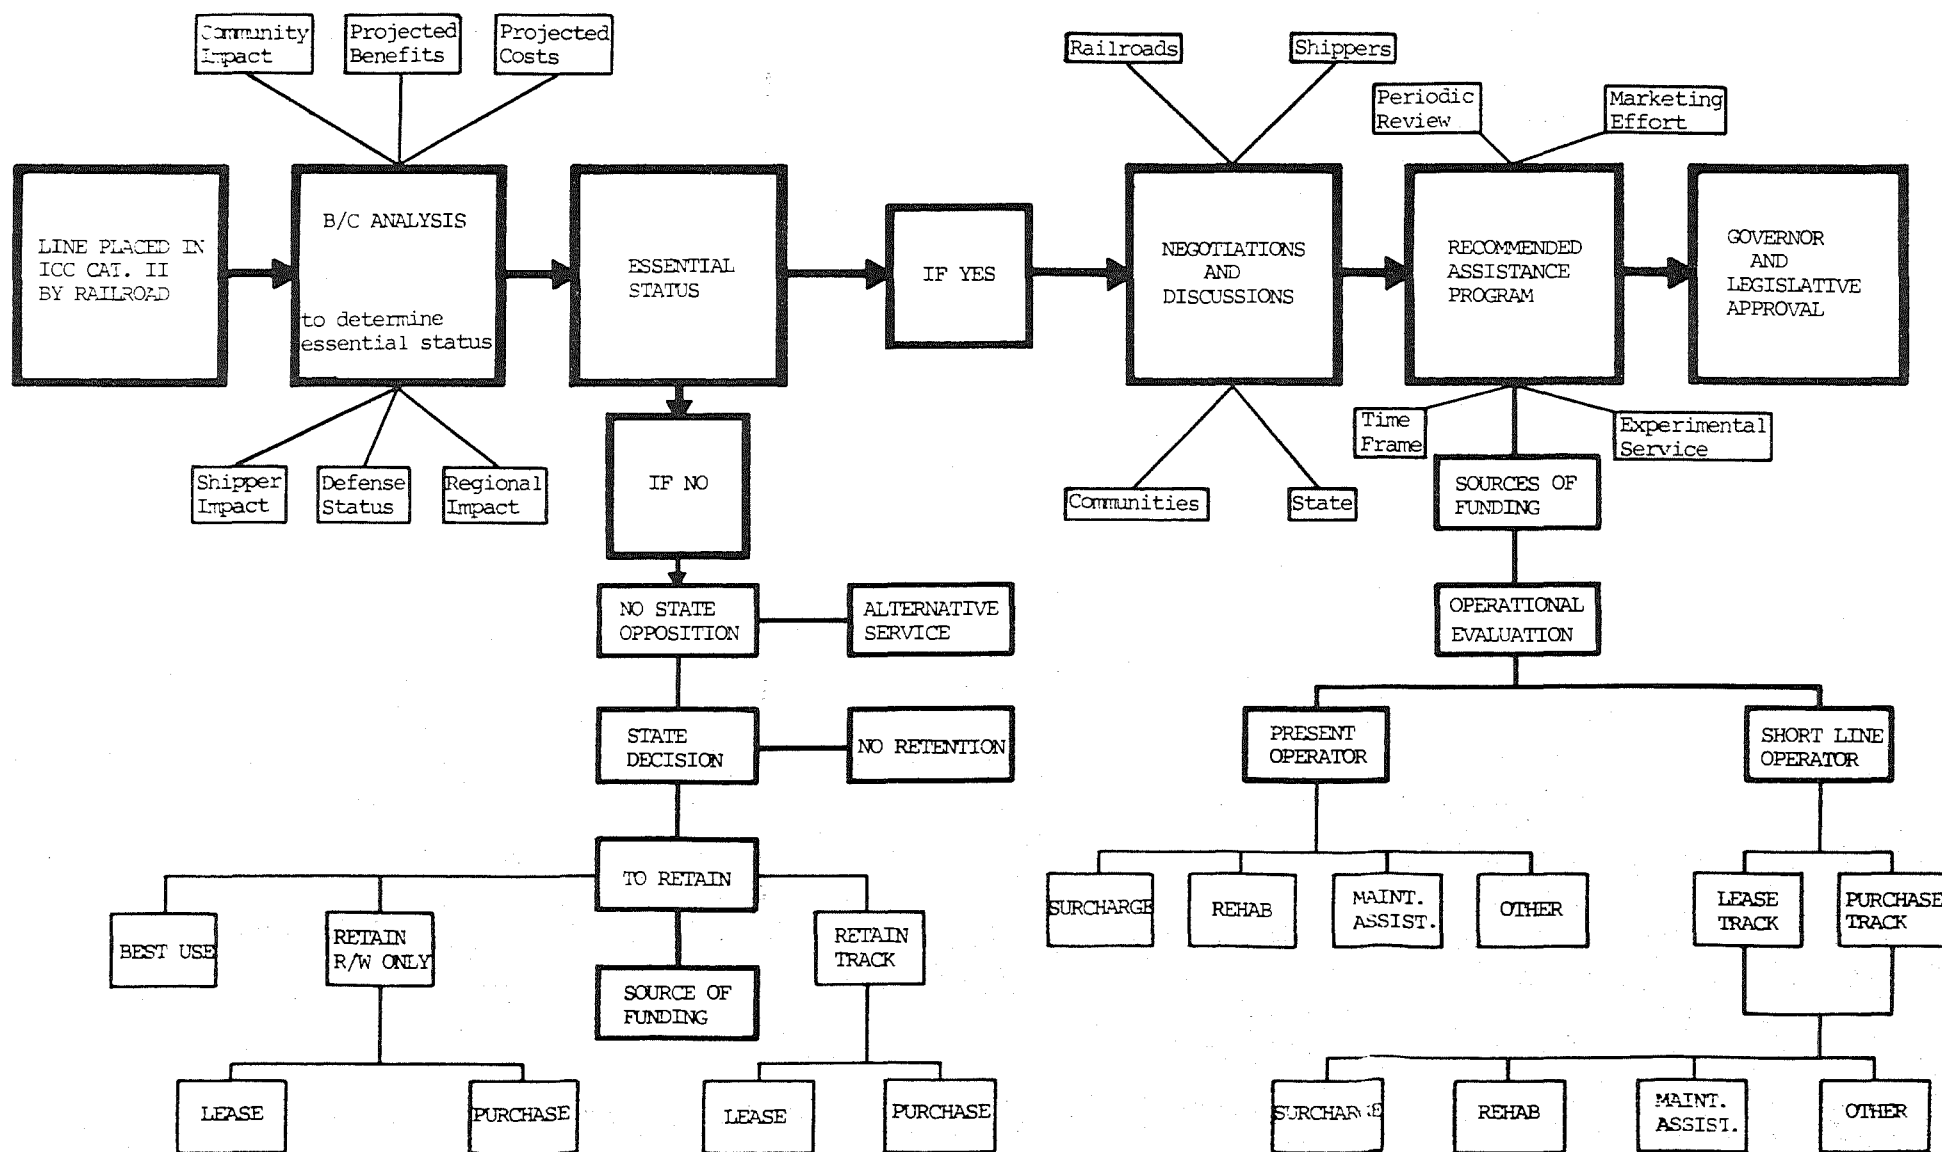 Community
Impact
Projected
Benefits
Projected
Costs
Railroads
Shippers
Periodic
Review
Marketing
Effort
LINE PLACED IN
ICC CAT. II
BY RAILROAD
B/C ANALYSIS
to determine
essential status
ESSENTIAL
STATUS
IF YES
NEGOTIATIONS
AND
DISCUSSIONS
RECOMMENDED
ASSISTANCE
PROGRAM
GOVERNOR
AND
LEGISLATIVE
APPROVAL
Shipper
Impact
Defense
Status
Regional
Impact
IF NO
Communities
State
Time
Frame
Experimental
Service
SOURCES OF
FUNDING
NO STATE
OPPOSITION
ALTERNATIVE
SERVICE
OPERATIONAL
EVALUATION
STATE
DECISION
NO RETENTION
PRESENT
OPERATOR
SHORT LINE
OPERATOR
TO RETAIN
SURCHARGE
REHAB
MAINT.
ASSIST.
OTHER
LEASE
TRACK
PURCHASE
TRACK
BEST USE
RETAIN
R/W ONLY
RETAIN
TRACK
SOURCE OF
FUNDING
LEASE
PURCHASE
LEASE
PURCHASE
SURCHARGE
REHAB
MAINT.
ASSIST.
OTHER